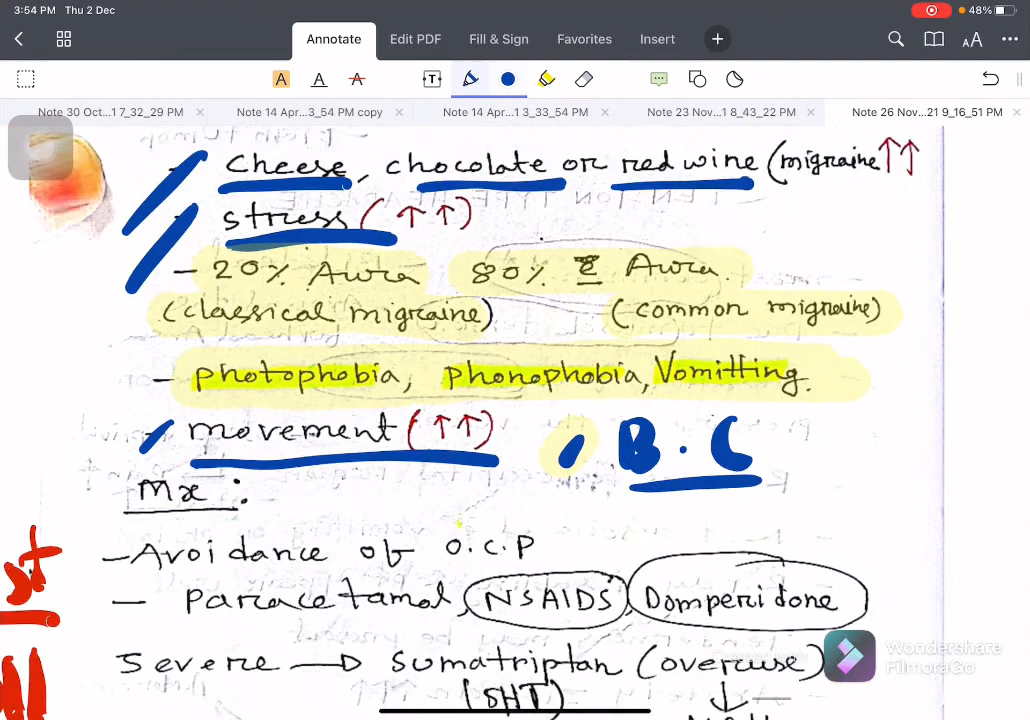 3:54 PM Thu 2 Dec
48%
Annotate Edit PDF Fill & Sign Favorites Insert
Note 30 Oct...1 7_32_29 PM
Note 14 Apr...3_54 PM copy
Note 14 Apr...1 3_33_54 PM
Note 23 Nov...1 8_43_22 PM
Note 26 Nov...21 9_16_51 PM
- Cheese, chocolate or red wine (migraine ↑↑
- stress (↑↑)
- 20% Aura 80% Aura.
(classical migraine) (common migraine)
- photophobia, phonophobia, Vomitting.
- movement (↑↑) B.C
Mx :
- Avoidance of O.C.P
- Paracetamol, NSAIDS, Domperidone
Severe → Sumatriptan (overuse)
(5HT) ↓
st
Wondershare
FilmoraGo